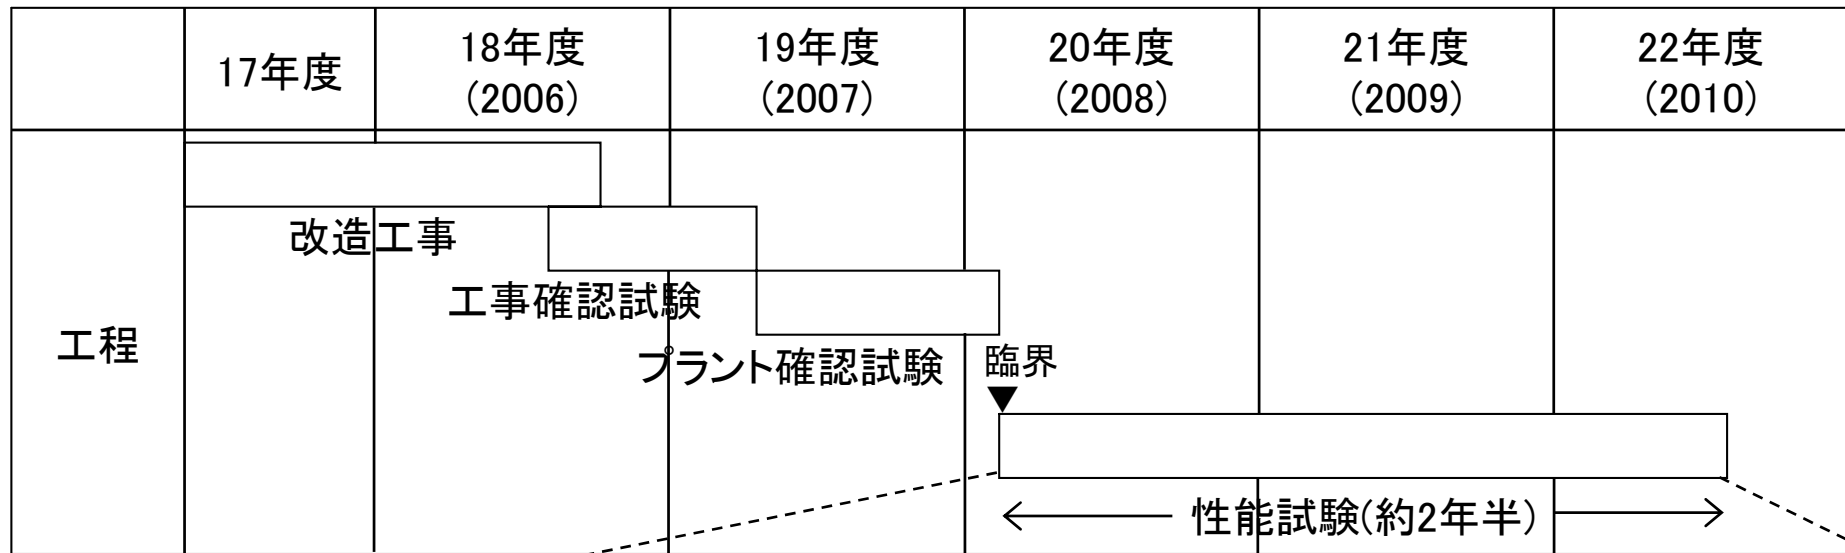 17年度
18年度
(2006)
19年度
(2007)
20年度
(2008)
21年度
(2009)
22年度
(2010)
工程
改造工事
工事確認試験
プラント確認試験
臨界
性能試験(約2年半)